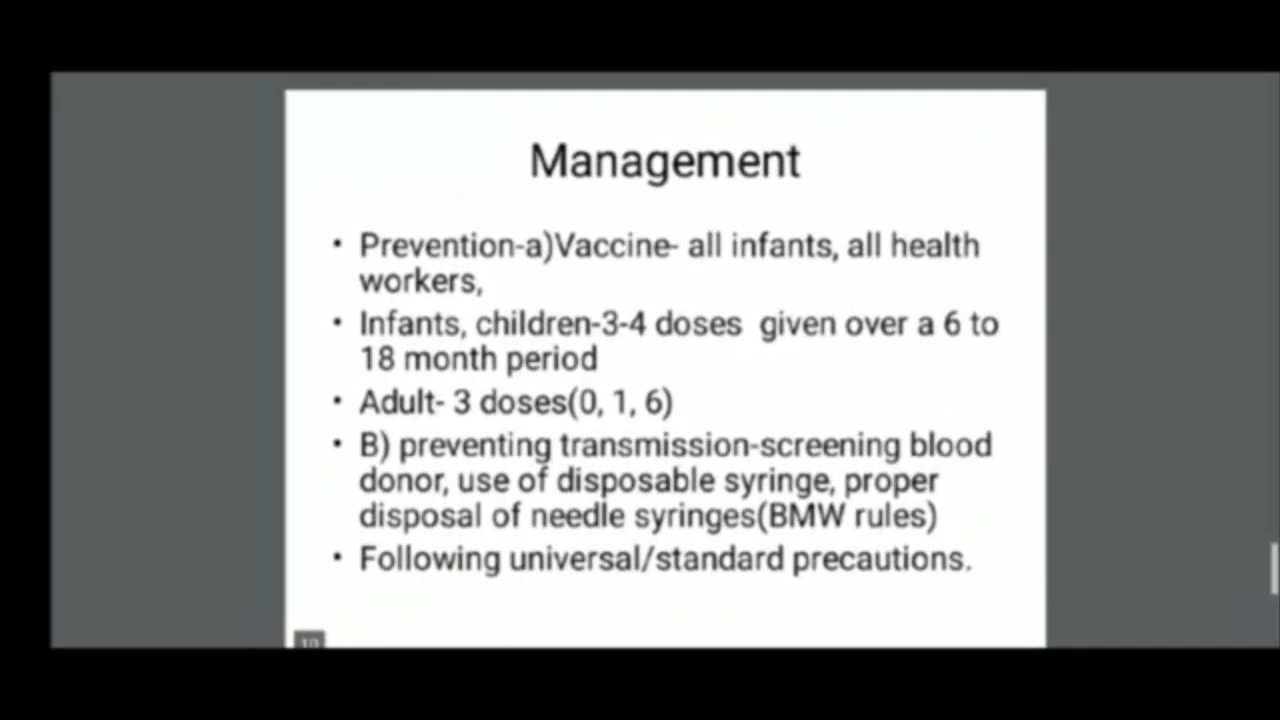 Management
• Prevention-a)Vaccine- all infants, all health
workers,
• Infants, children-3-4 doses given over a 6 to
18 month period
• Adult- 3 doses(0, 1, 6)
• B) preventing transmission-screening blood
donor, use of disposable syringe, proper
disposal of needle syringes(BMW rules)
• Following universal/standard precautions.